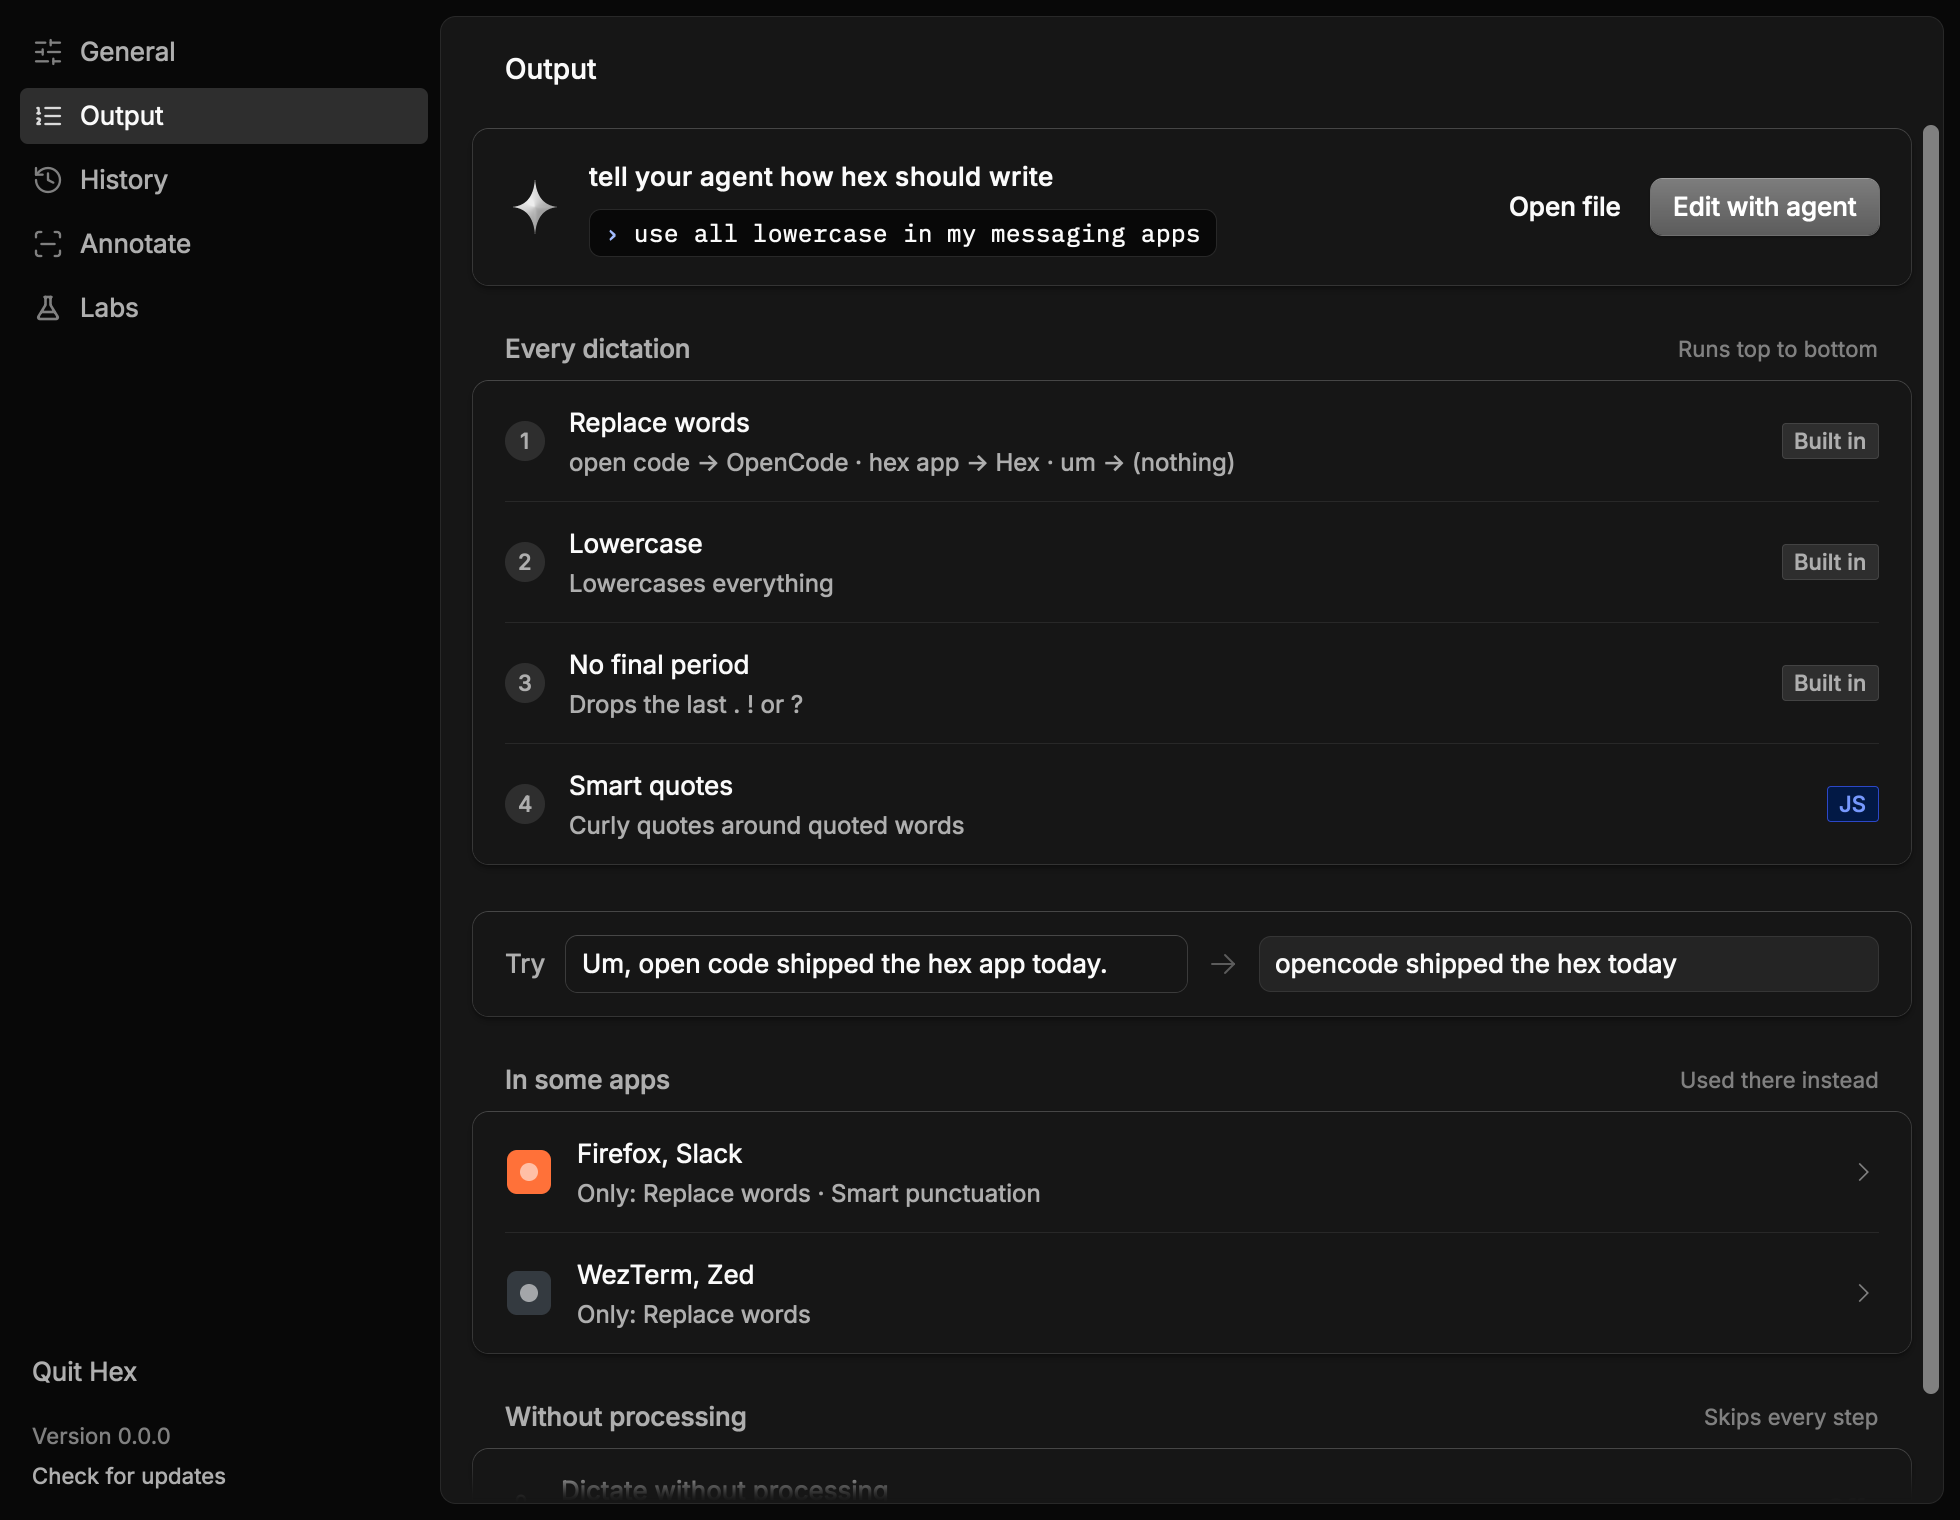 General
Output
History
Annotate
Labs
Quit Hex
Version 0.0.0
Check for updates
Output
tell your agent how hex should write
› use all lowercase in my messaging apps
Open file
Edit with agent
Every dictation
Runs top to bottom
1
Replace words
open code → OpenCode · hex app → Hex · um → (nothing)
Built in
2
Lowercase
Lowercases everything
Built in
3
No final period
Drops the last . ! or ?
Built in
4
Smart quotes
Curly quotes around quoted words
JS
Try
Um, open code shipped the hex app today.
→
opencode shipped the hex today
In some apps
Used there instead
Firefox, Slack
Only: Replace words · Smart punctuation
WezTerm, Zed
Only: Replace words
Without processing
Skips every step
Dictate without processing